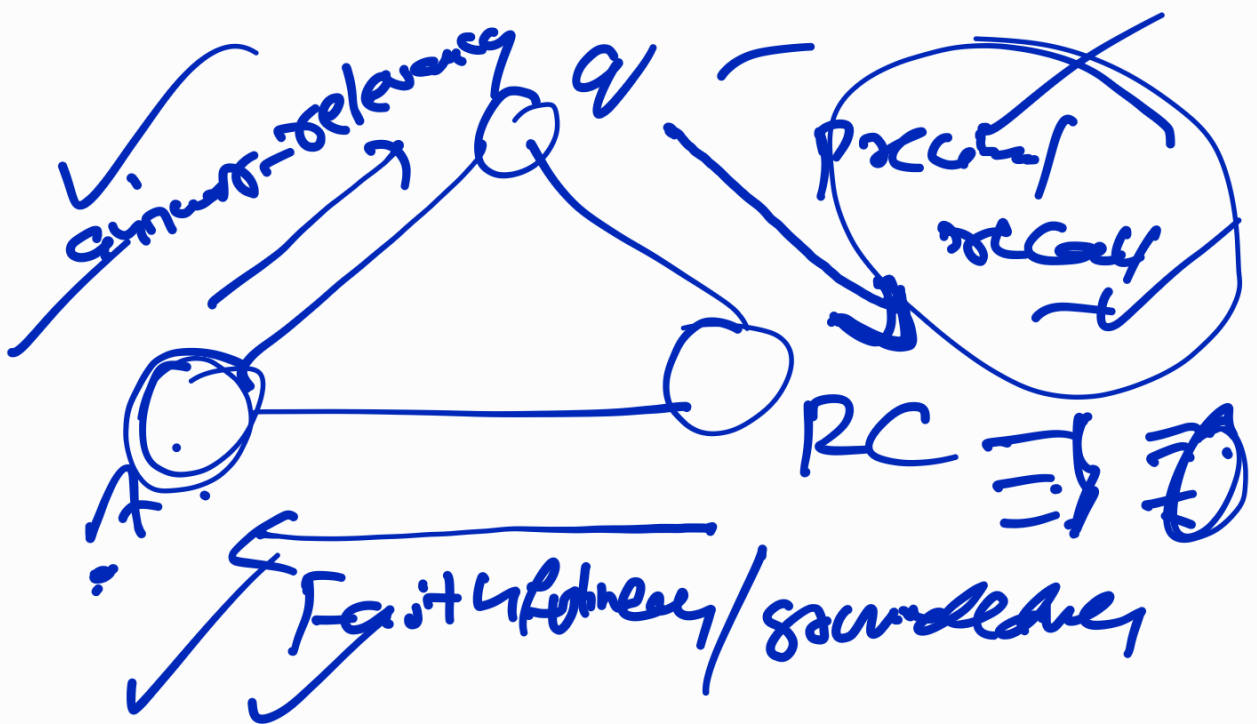 q
answer-relevancy
Precision/
recall
RC
A
Faithfulness/groundedness